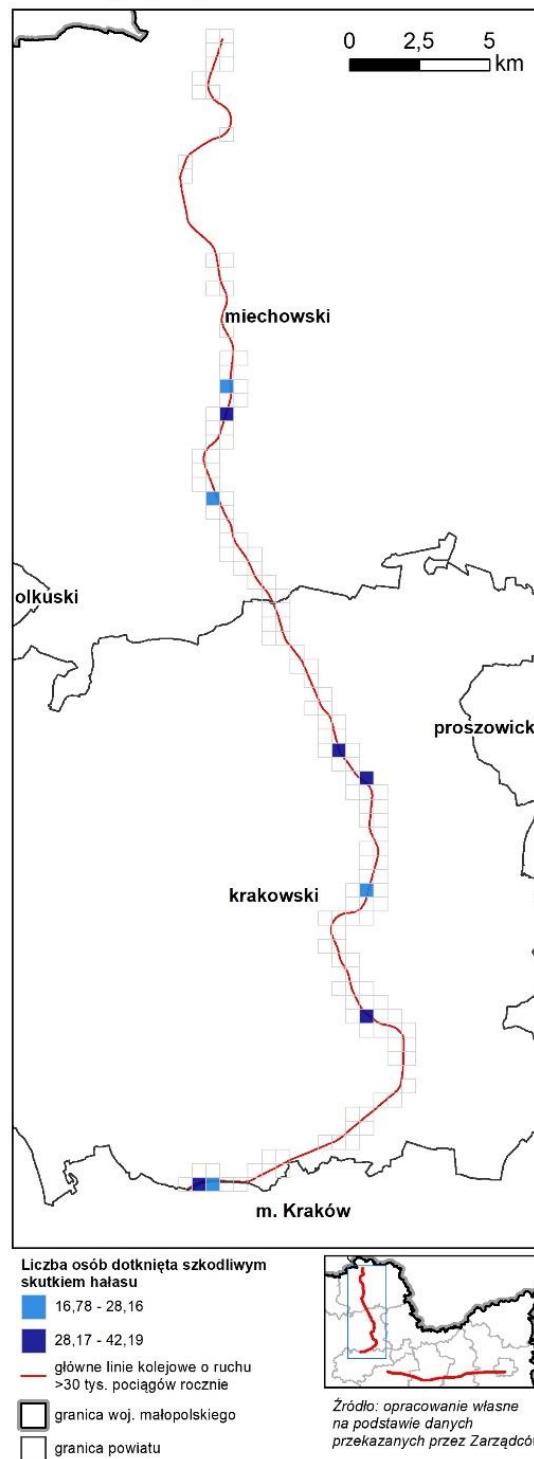 0 2,5 5
km
miechowski
olkuski
proszowick
krakowski
m. Kraków
Liczba osób dotknięta szkodliwym
skutkiem hałasu
16,78 - 28,16
28,17 - 42,19
główne linie kolejowe o ruchu
>30 tys. pociągów rocznie
granica woj. małopolskiego
granica powiatu
Źródło: opracowanie własne
na podstawie danych
przekazanych przez Zarządców